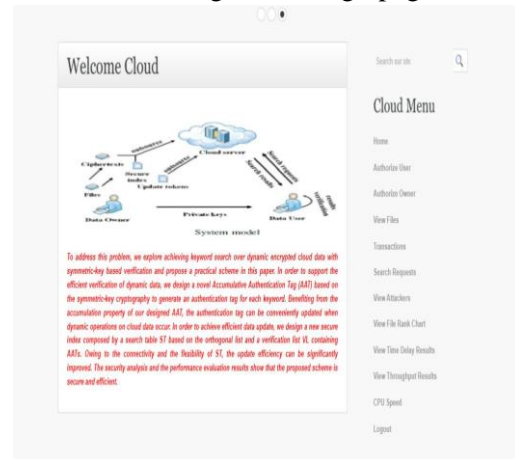 Welcome Cloud
outsource
Cloud server
Ciphertexts
Secure
index
outsource
Update tokens
Search requests
Search results
results
verification
Files
Data Owner
Private keys
Data User
System model
To address this problem, we explore achieving keyword search over dynamic encrypted cloud data with
symmetric-key based verification and propose a practical scheme in this paper. In order to support the
efficient verification of dynamic data, we design a novel Accumulative Authentication Tag (AAT) based on
the symmetric-key cryptography to generate an authentication tag for each keyword. Benefiting from the
accumulation property of our designed AAT, the authentication tag can be conveniently updated when
dynamic operations on cloud data occur. In order to achieve efficient data update, we design a new secure
index composed by a search table ST based on the orthogonal list and a verification list VL containing
AATs. Owing to the connectivity and the flexibility of ST, the update efficiency can be significantly
improved. The security analysis and the performance evaluation results show that the proposed scheme is
secure and efficient.
Search our site:
Cloud Menu
Home
Authorize User
Authorize Owner
View Files
Transactions
Search Requests
View Attackers
View File Rank Chart
View Time Delay Results
View Throughput Results
CPU Speed
Logout